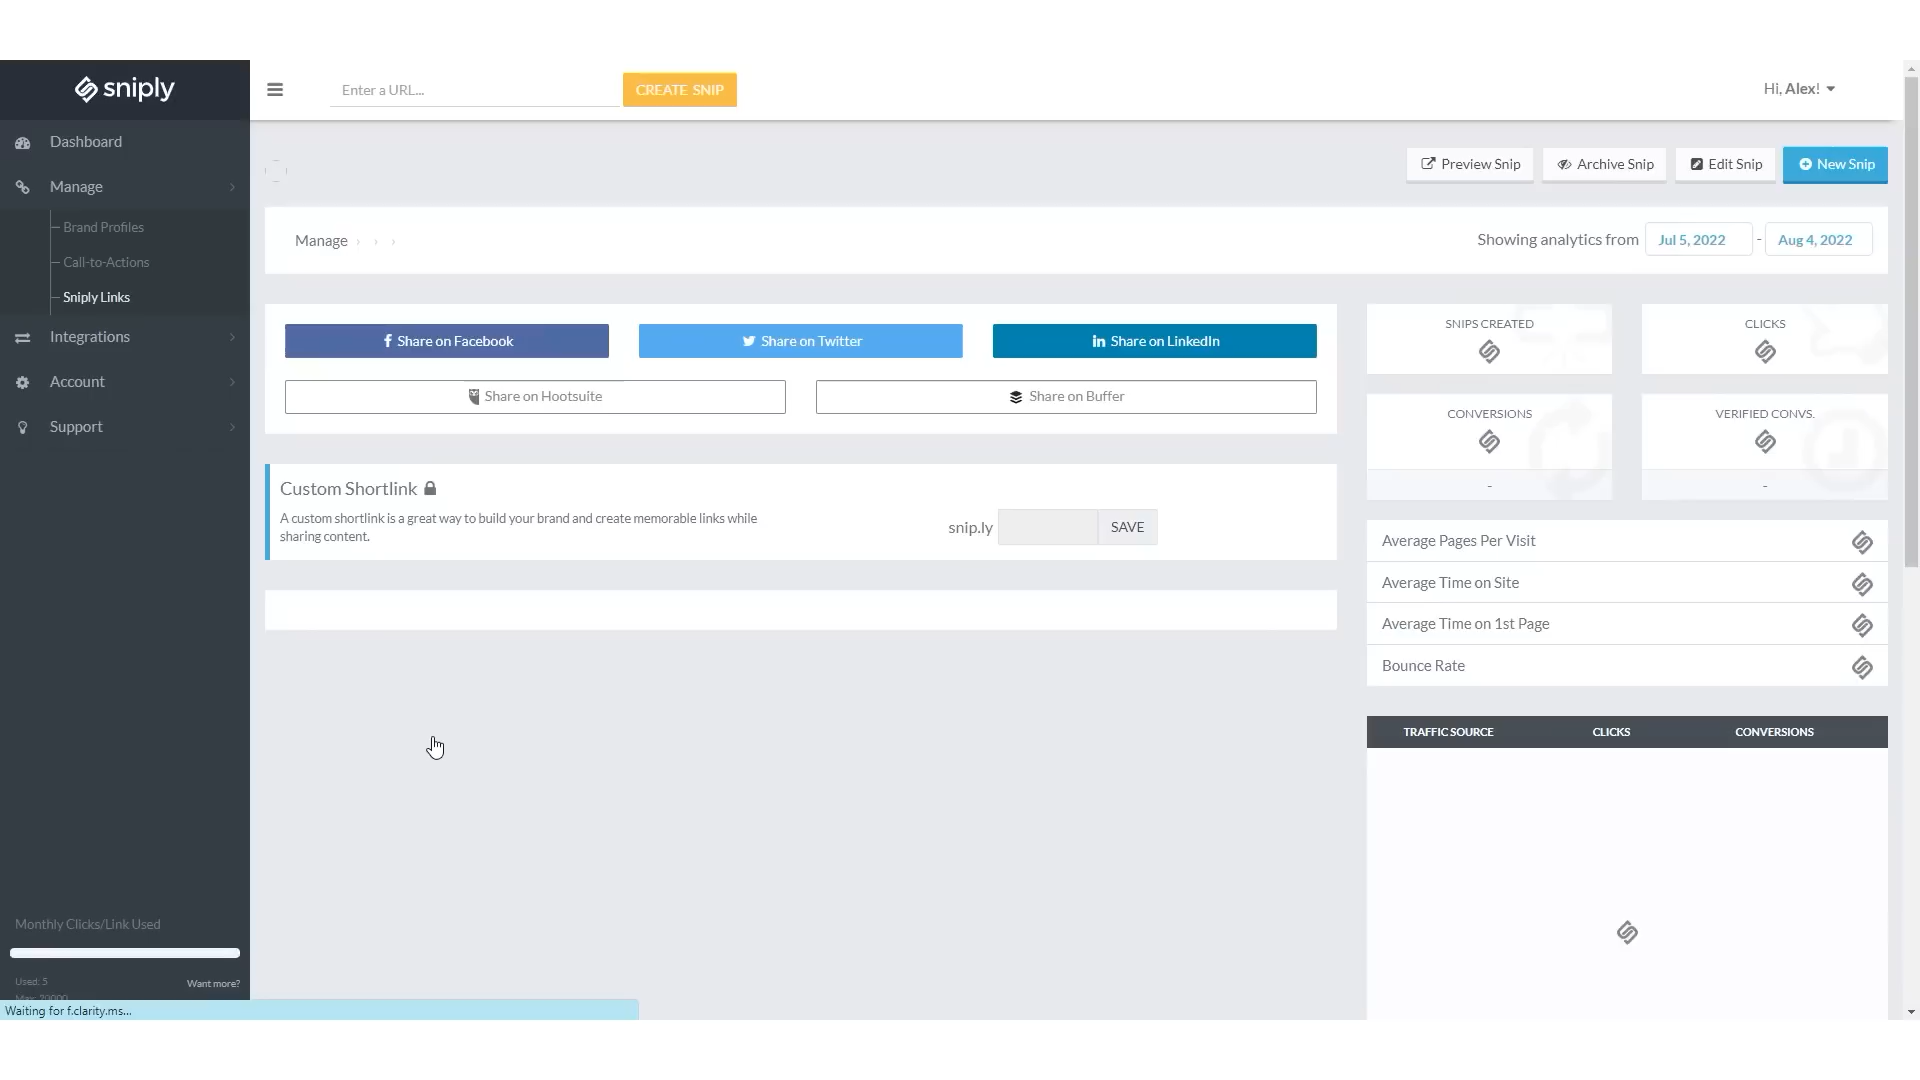 sniply
Enter a URL...
CREATE SNIP
Hi, Alex!
Dashboard
Manage
Brand Profiles
Call-to-Actions
Sniply Links
Integrations
Account
Support
Preview Snip
Archive Snip
Edit Snip
New Snip
Manage
Showing analytics from Jul 5, 2022 - Aug 4, 2022
Share on Facebook
Share on Twitter
Share on LinkedIn
Share on Hootsuite
Share on Buffer
Custom Shortlink
A custom shortlink is a great way to build your brand and create memorable links while
sharing content.
snip.ly
SAVE
SNIPS CREATED
CLICKS
CONVERSIONS
-
VERIFIED CONVS.
-
Average Pages Per Visit
Average Time on Site
Average Time on 1st Page
Bounce Rate
TRAFFIC SOURCE CLICKS CONVERSIONS
Monthly Clicks/Link Used
Used: 5
Want more?
Max: 20000
Waiting for f.clarity.ms...